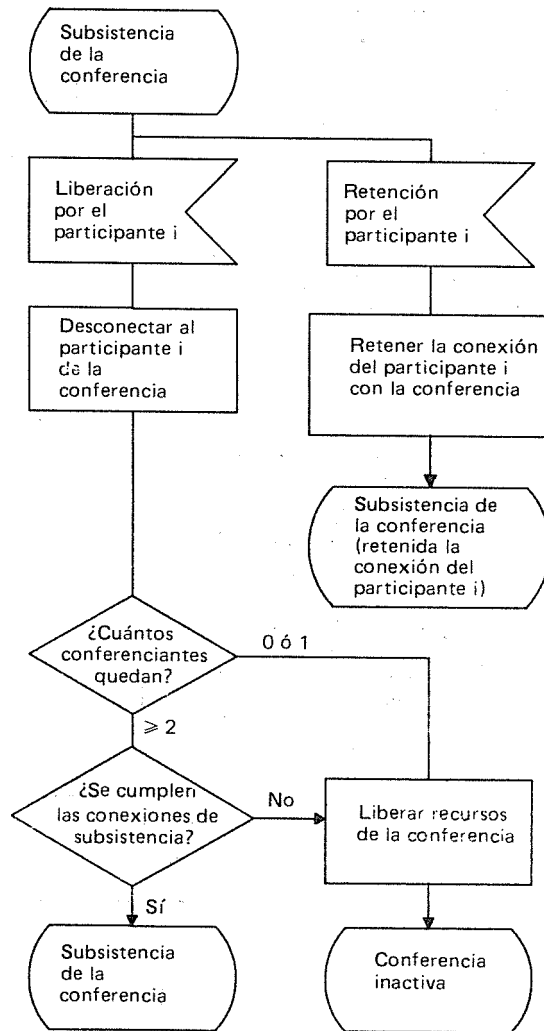 Subsistencia
de la
conferencia
Liberación
por el
participante i
Retención
por el
participante i
Desconectar al
participante i
de la
conferencia
Retener la conexión
del participante i
con la conferencia
Subsistencia de
la conferencia
(retenida la
conexión del
participante i)
¿Cuántos
conferenciantes
quedan?
0 ó 1
⩾ 2
¿Se cumplen
las conexiones de
subsistencia?
No
Liberar recursos
de la conferencia
Sí
Subsistencia
de la
conferencia
Conferencia
inactiva